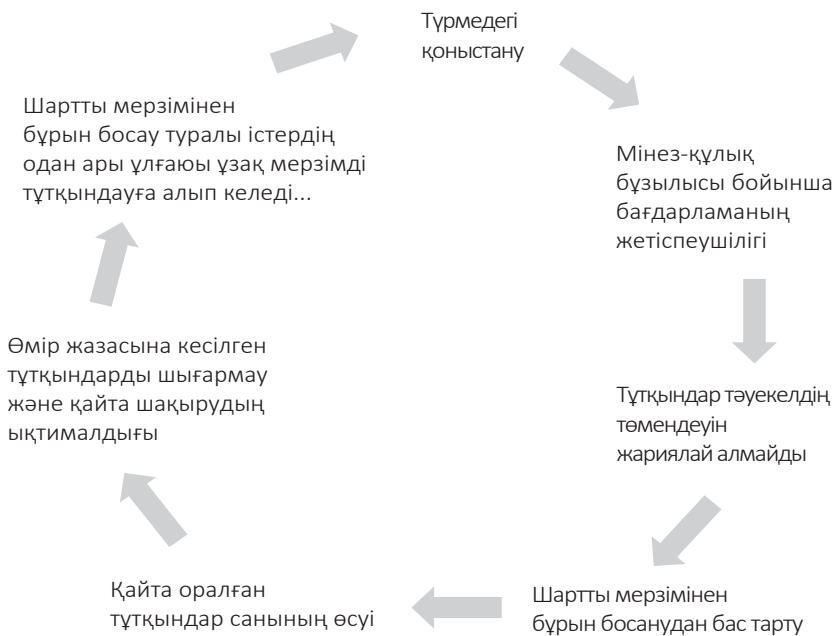 Түрмедегі
қоныстану
Мінез-құлық
бұзылысы бойынша
бағдарламаның
жетіспеушілігі
Тұтқындар тәуекелдің
төмендеуін
жариялай алмайды
Шартты мерзімінен
бұрын босанудан бас тарту
Қайта оралған
тұтқындар санының өсуі
Өмір жазасына кесілген
тұтқындарды шығармау
және қайта шақырудың
ықтималдығы
Шартты мерзімінен
бұрын босау туралы істердің
одан ары ұлғаюы ұзақ мерзімді
тұтқындауға алып келеді...